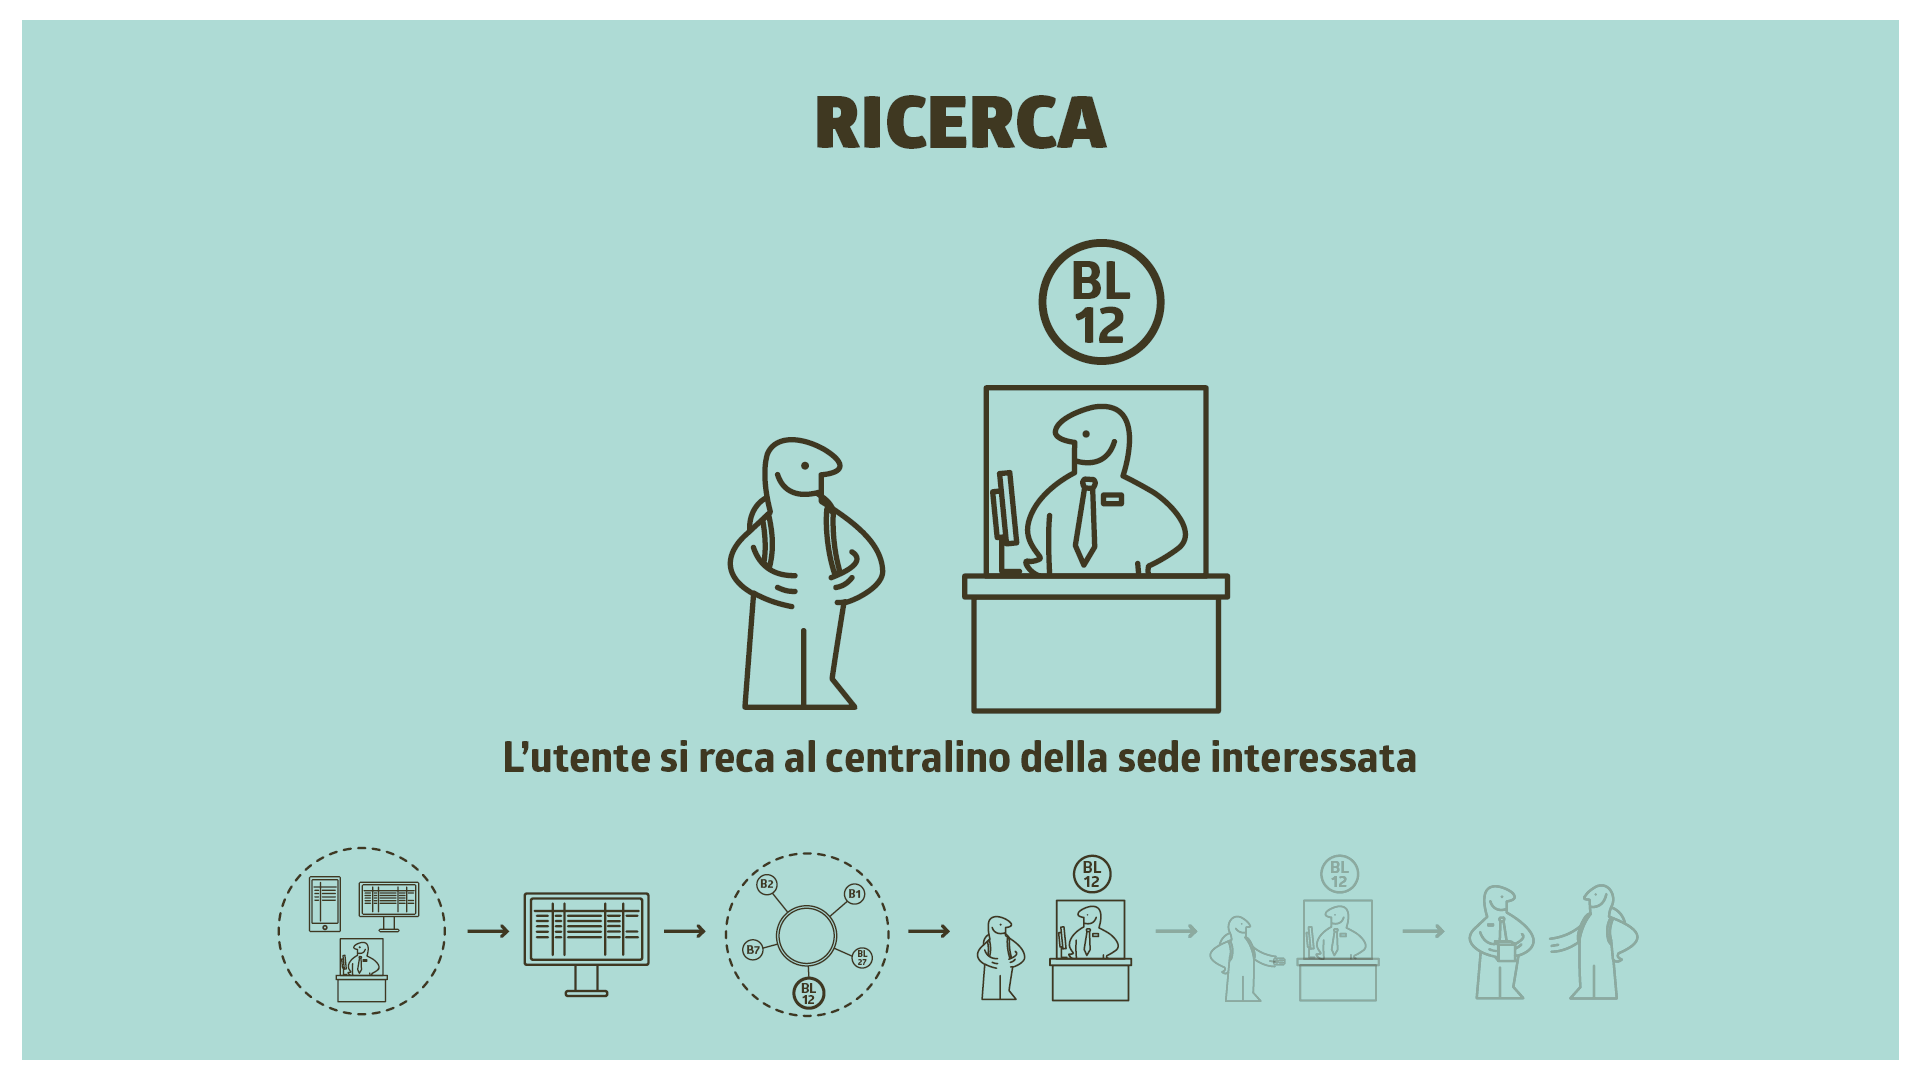 RICERCA
BL
12
L’utente si reca al centralino della sede interessata
B2
B1
B7
BL
27
BL
12
BL
12
BL
12